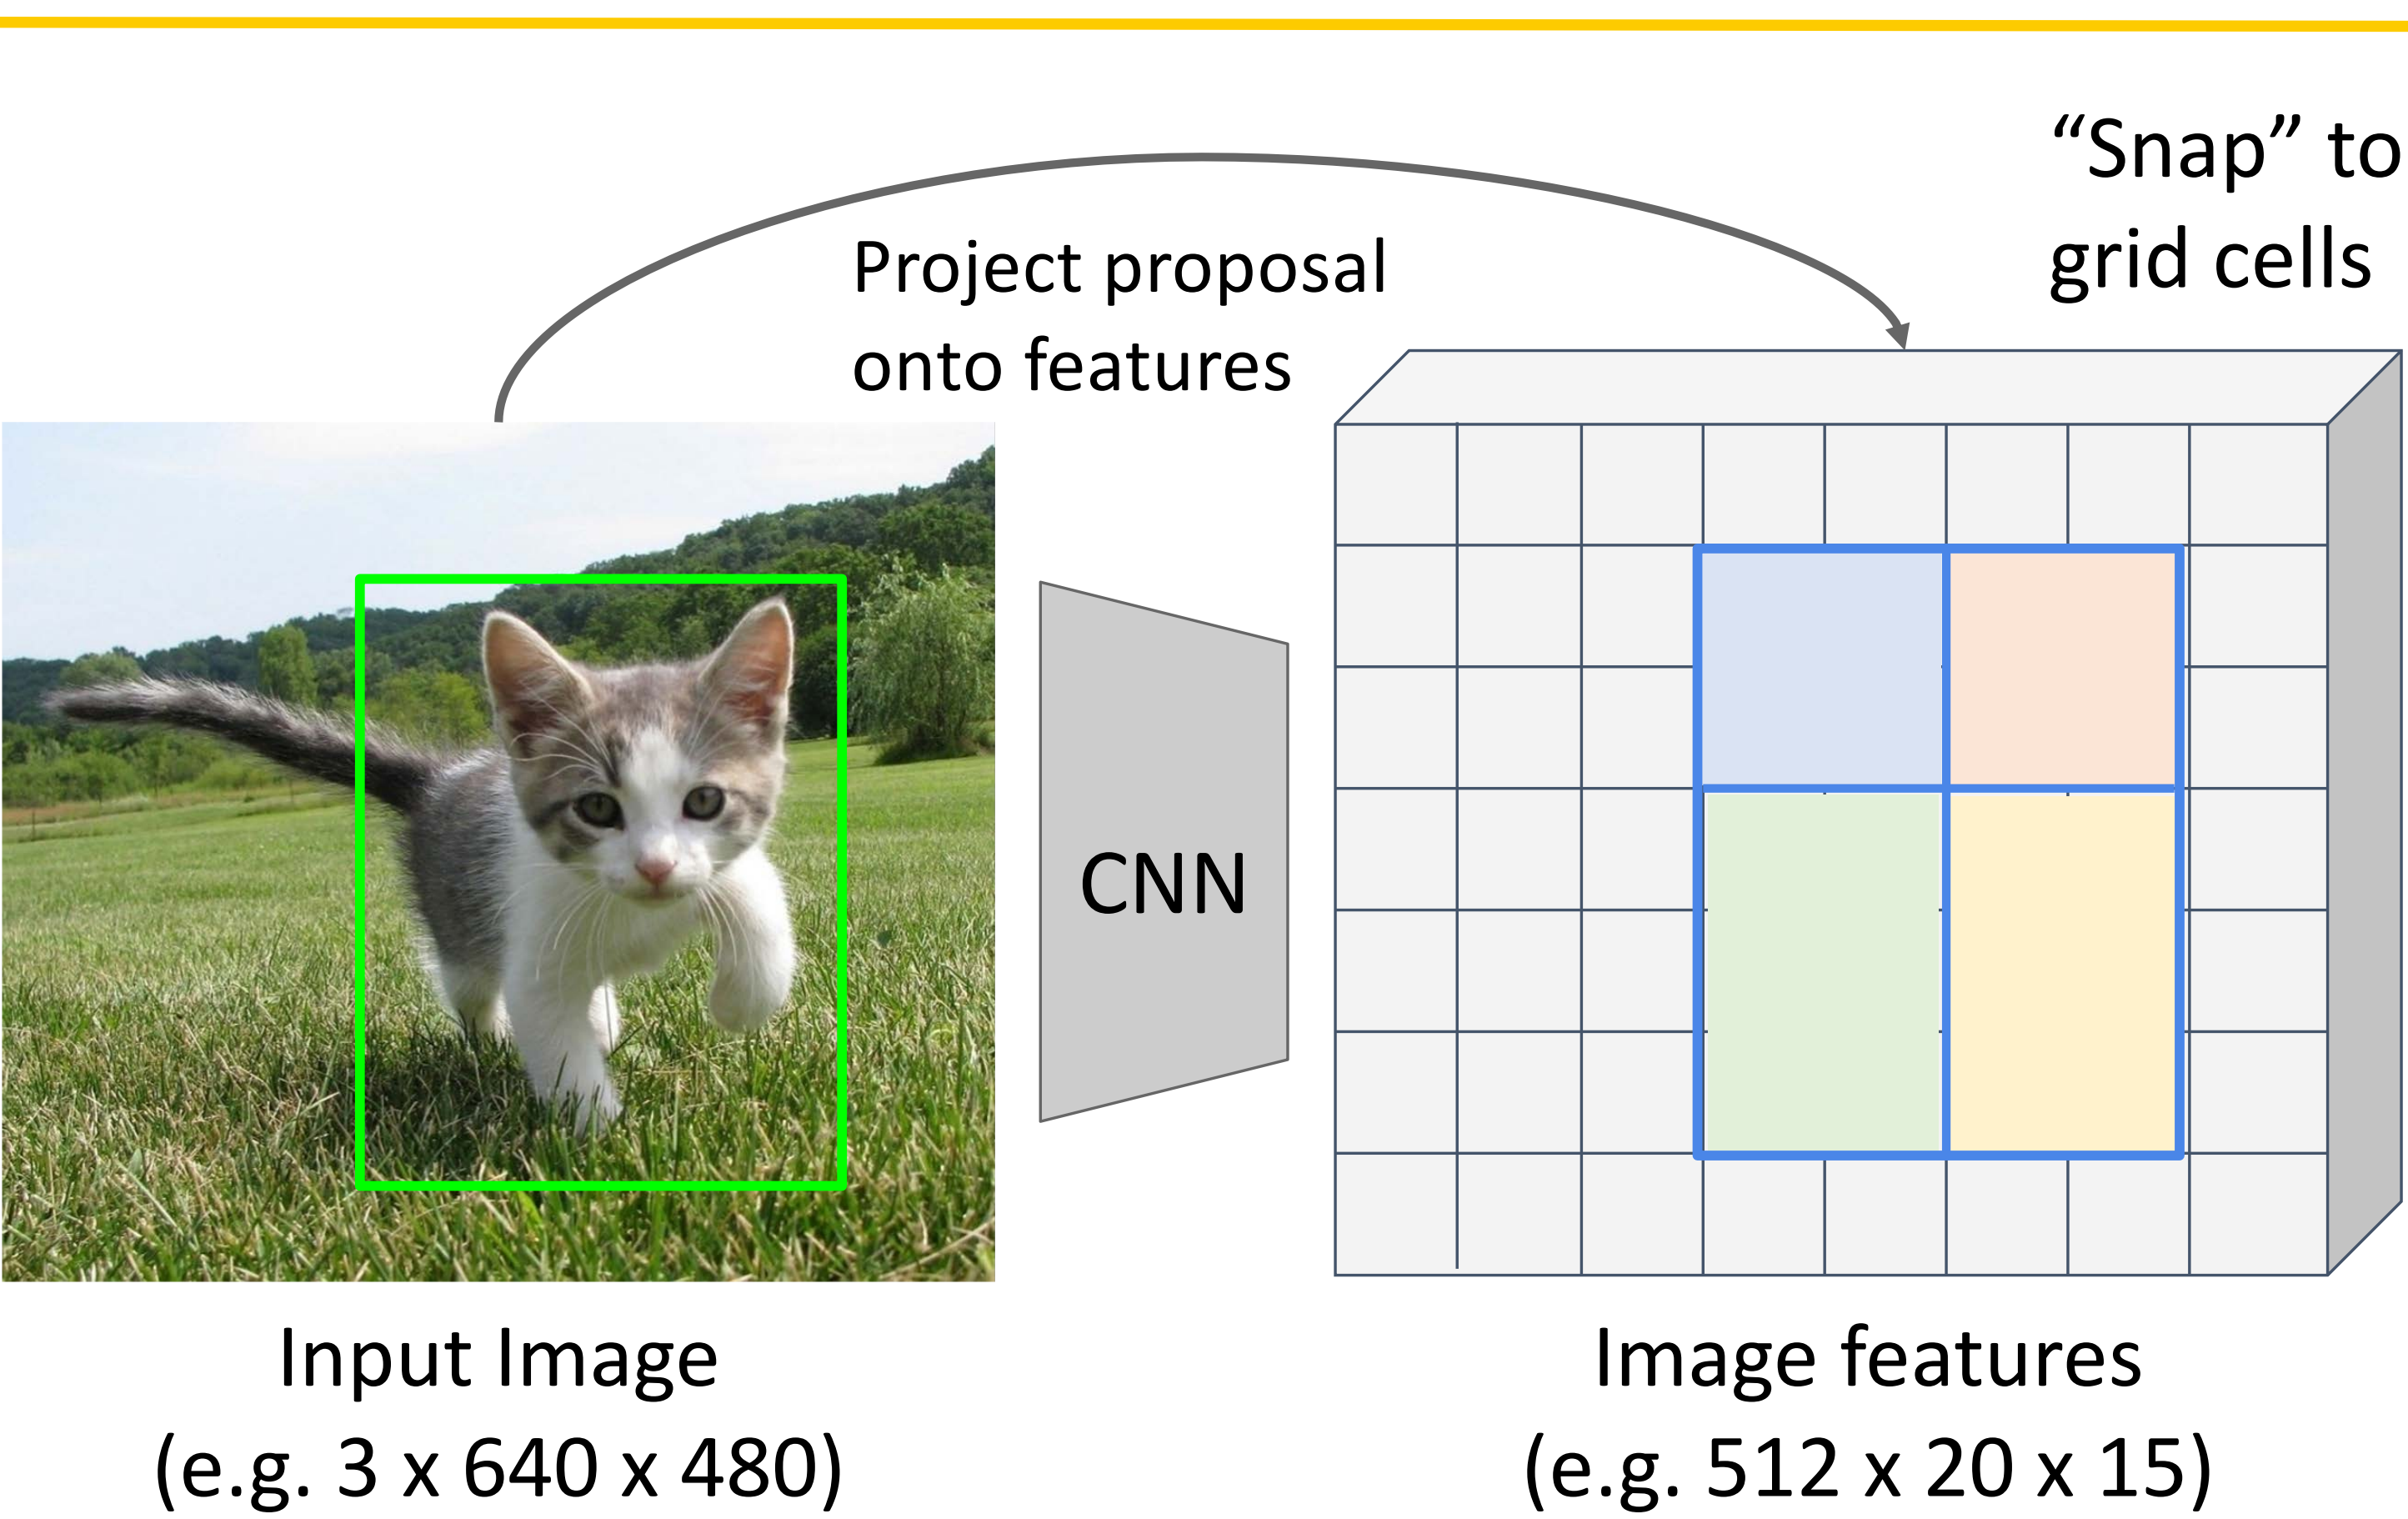 “Snap” to
grid cells
Project proposal
onto features
CNN
Input Image
(e.g. 3 x 640 x 480)
Image features
(e.g. 512 x 20 x 15)